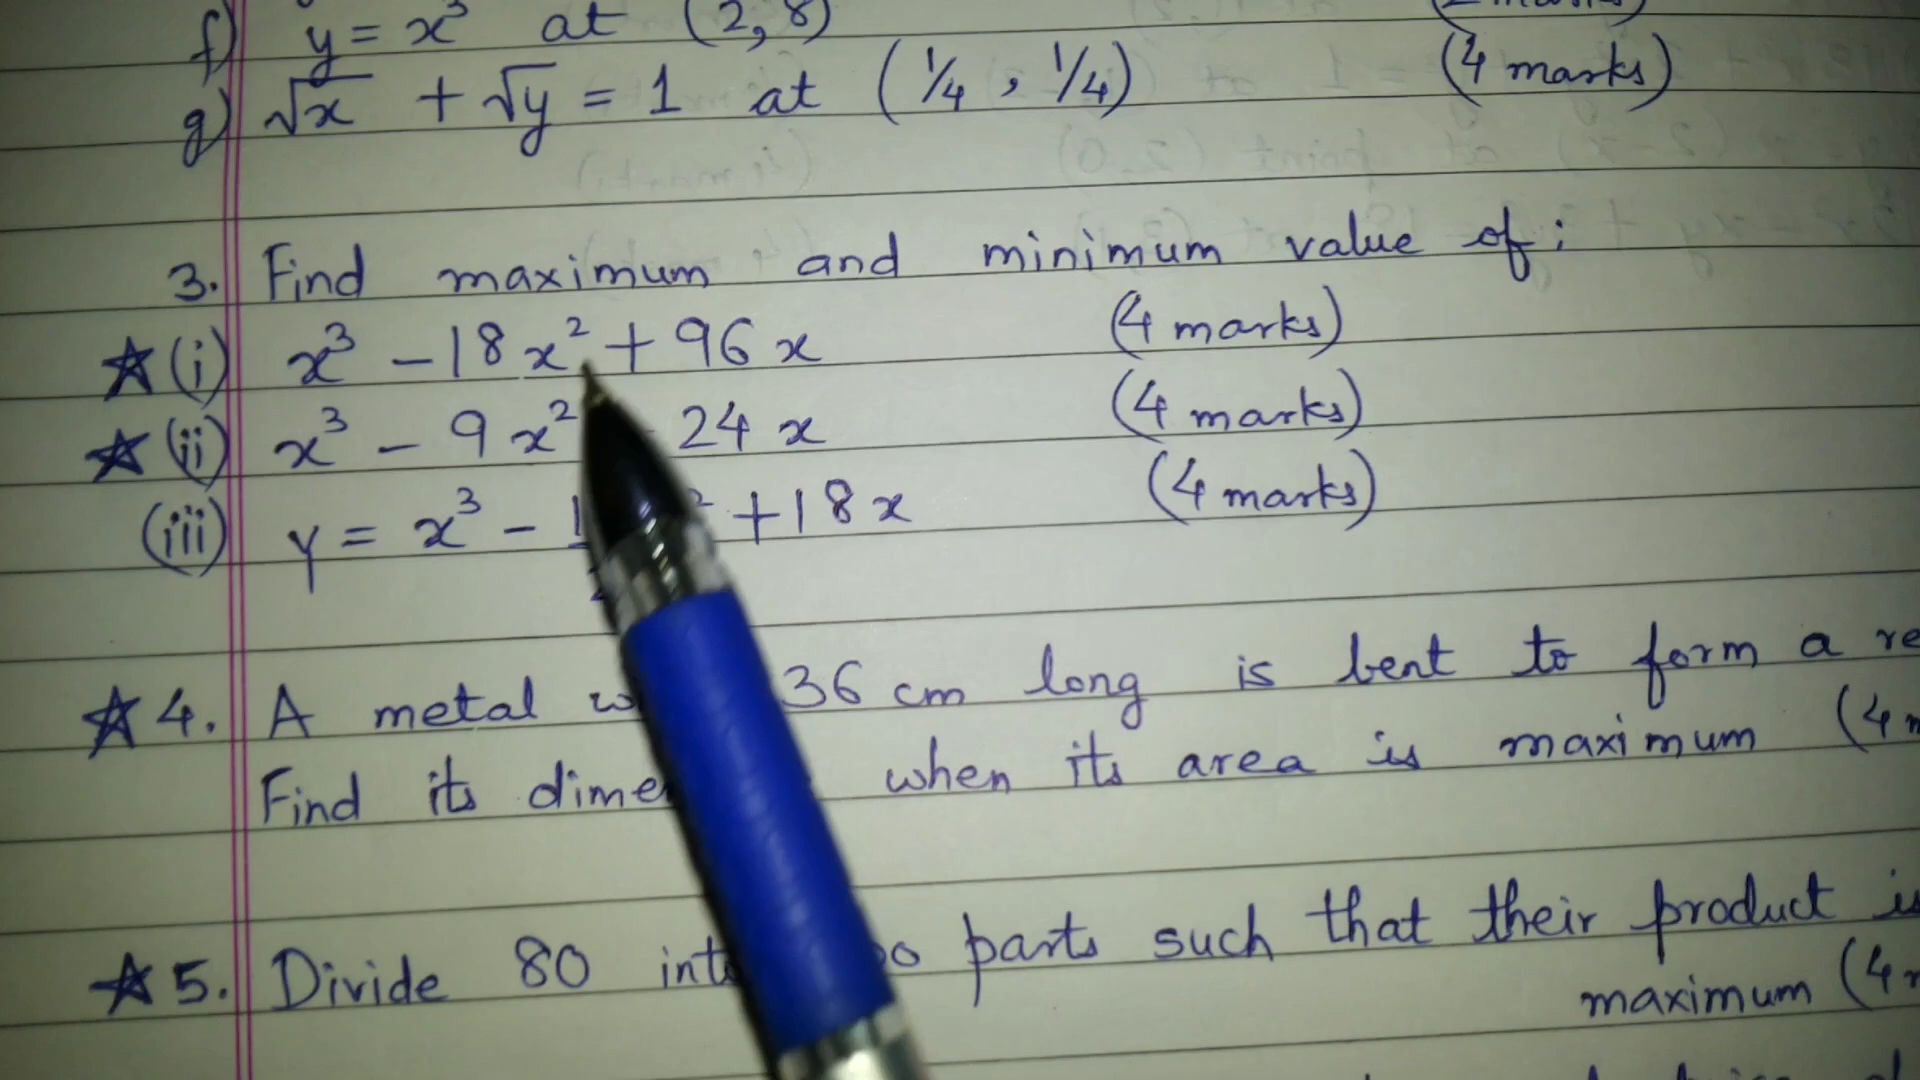 f) y = x³ at (2, 8)
g) √x + √y = 1 at (1/4, 1/4) (4 marks)
3. Find maximum and minimum value of:
☆(i) x³ - 18x² + 96x (4 marks)
☆(ii) x³ - 9x² 24x (4 marks)
(iii) y = x³ - + 18x (4 marks)
☆4. A metal 36 cm long is bent to form a
Find its when its area is maximum (4
☆5. Divide 80 parts such that their product
maximum (4